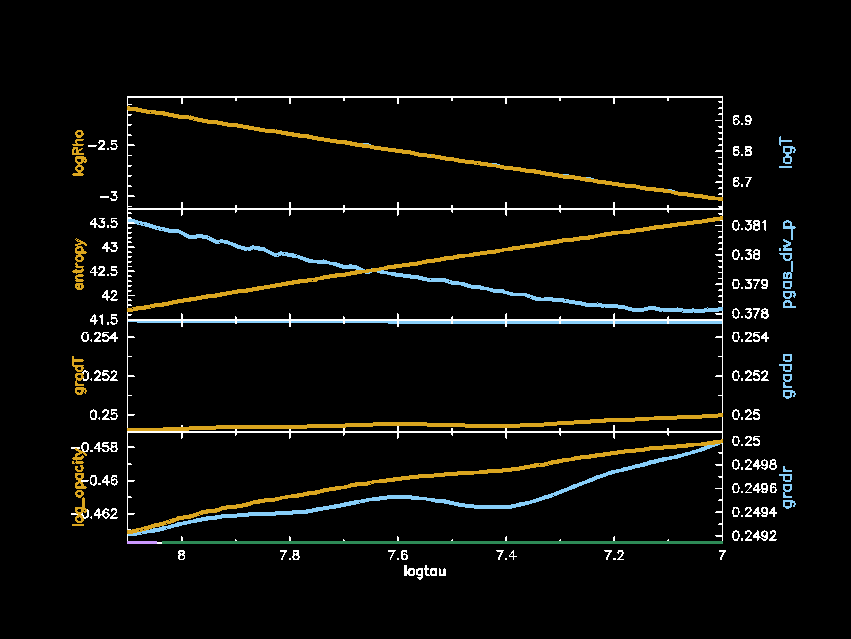 logRho
−2.5
−3
6.9
6.8
6.7
logT
entropy
43.5
43
42.5
42
41.5
0.381
0.38
0.379
0.378
pgas_div_p
gradT
0.254
0.252
0.25
0.254
0.252
0.25
grada
log_opacity
−0.458
−0.46
−0.462
0.25
0.2498
0.2496
0.2494
0.2492
gradr
8 7.8 7.6 7.4 7.2 7
logtau